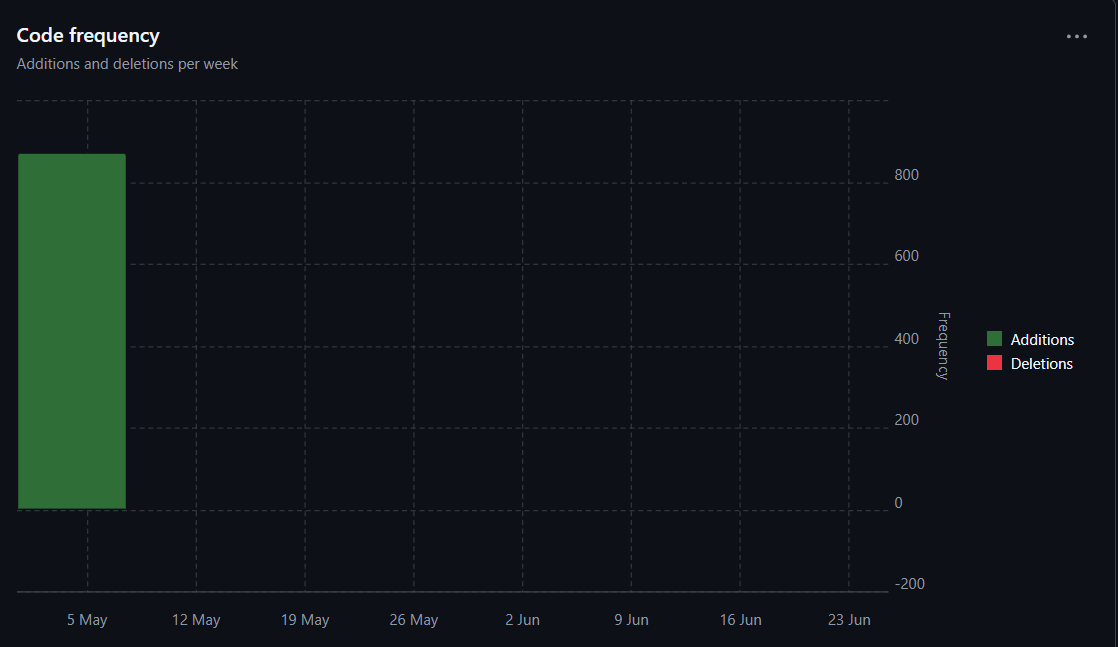 Code frequency
Additions and deletions per week
800
600
400
200
0
-200
Frequency
Additions
Deletions
5 May 12 May 19 May 26 May 2 Jun 9 Jun 16 Jun 23 Jun